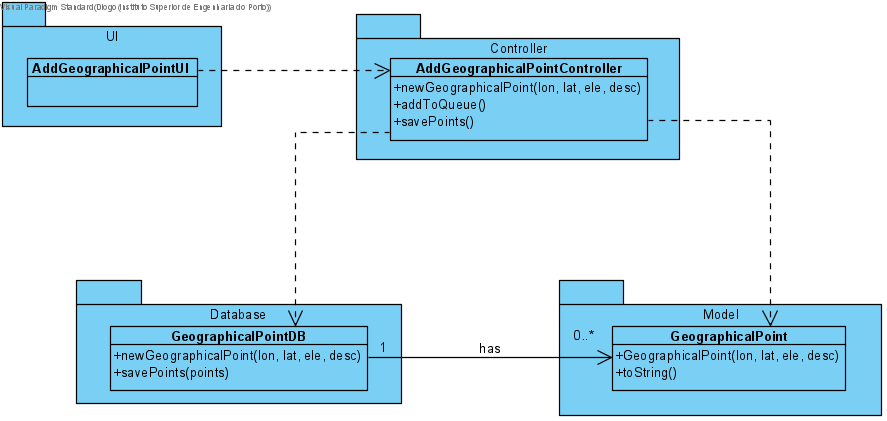 Visual Paradigm Standard(Diogo(Instituto Superior de Engenharia do Porto))
UI
AddGeographicalPointUI
Controller
AddGeographicalPointController
+newGeographicalPoint(lon, lat, ele, desc)
+addToQueue()
+savePoints()
Database
GeographicalPointDB
+newGeographicalPoint(lon, lat, ele, desc)
+savePoints(points)
1
has
0..*
Model
GeographicalPoint
+GeographicalPoint(lon, lat, ele, desc)
+toString()